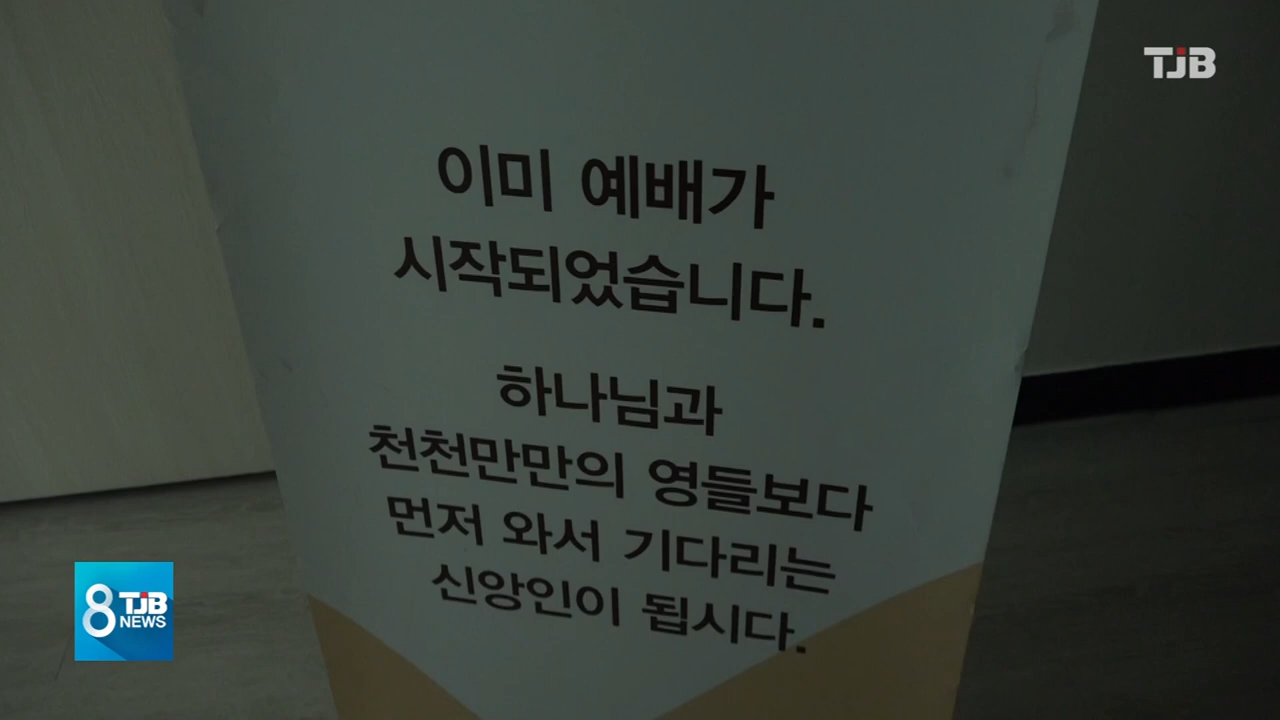 TJB
이미 예배가
시작되었습니다.
하나님과
천천만만의 영들보다
먼저 와서 기다리는
신앙인이 됩시다.
8 TJB
NEWS